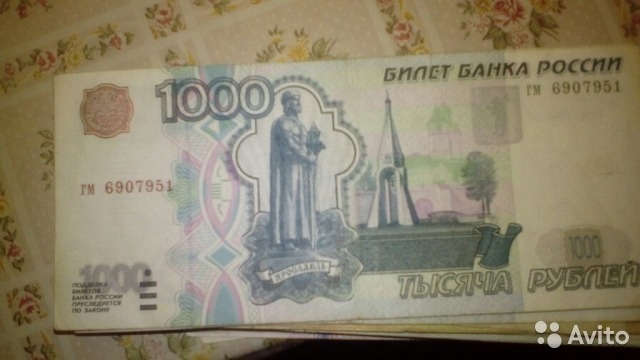 БИЛЕТ БАНКА РОССИИ
1000
ГМ 6907951
ГМ 6907951
1000
ПОДДЕЛКА
БИЛЕТОВ
БАНКА РОССИИ
ПРЕСЛЕДУЕТСЯ
ПО ЗАКОНУ
ЯРОСЛАВЛЬ
1000
ТЫСЯЧА РУБЛЕЙ
Avito